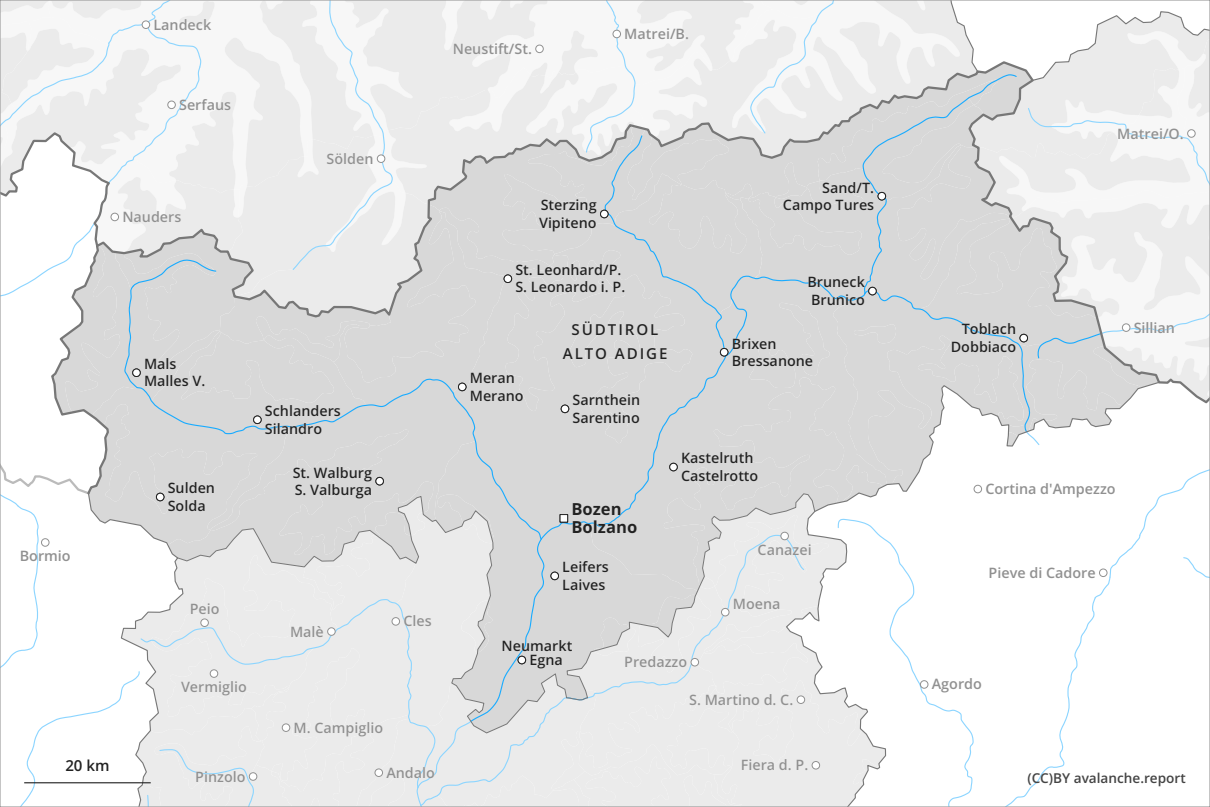 Landeck
Matrei/B.
Neustift/St.
Serfaus
Matrei/O.
Sölden
Sand/T.
Campo Tures
Nauders
Sterzing
Vipiteno
St. Leonhard/P.
S. Leonardo i. P.
Bruneck
Brunico
SÜDTIROL
ALTO ADIGE
Toblach
Dobbiaco
Sillian
Brixen
Bressanone
Mals
Malles V.
Meran
Merano
Sarnthein
Sarentino
Schlanders
Silandro
Kastelruth
Castelrotto
St. Walburg
S. Valburga
Sulden
Solda
Cortina d'Ampezzo
Bozen
Bolzano
Bormio
Canazei
Leifers
Laives
Pieve di Cadore
Peio
Moena
Malè
Cles
Neumarkt
Egna
Predazzo
Vermiglio
Agordo
S. Martino d. C.
M. Campiglio
20 km
Pinzolo
Andalo
Fiera d. P.
(CC)BY avalanche.report